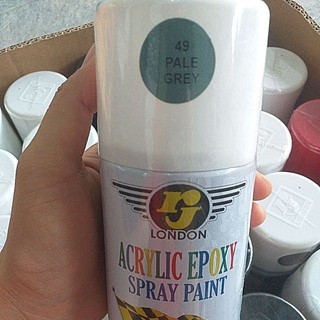 49
PALE
GREY
rj
LONDON
ACRYLIC EPOXY
SPRAY PAINT